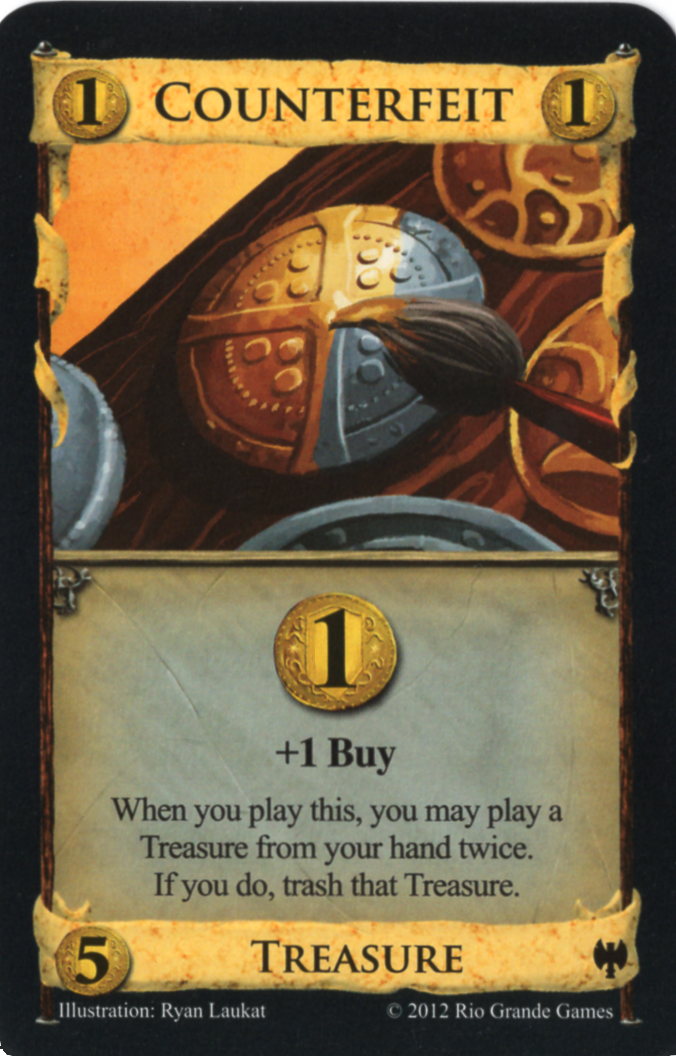 1 COUNTERFEIT 1
1
+1 Buy
When you play this, you may play a
Treasure from your hand twice.
If you do, trash that Treasure.
5 TREASURE
Illustration: Ryan Laukat © 2012 Rio Grande Games